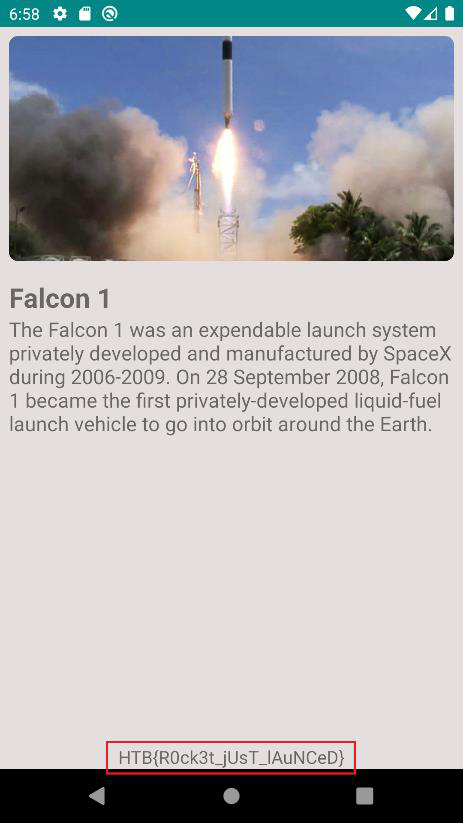 6:58
Falcon 1
The Falcon 1 was an expendable launch system
privately developed and manufactured by SpaceX
during 2006-2009. On 28 September 2008, Falcon
1 became the first privately-developed liquid-fuel
launch vehicle to go into orbit around the Earth.
HTB{R0ck3t_jUsT_lAuNCeD}